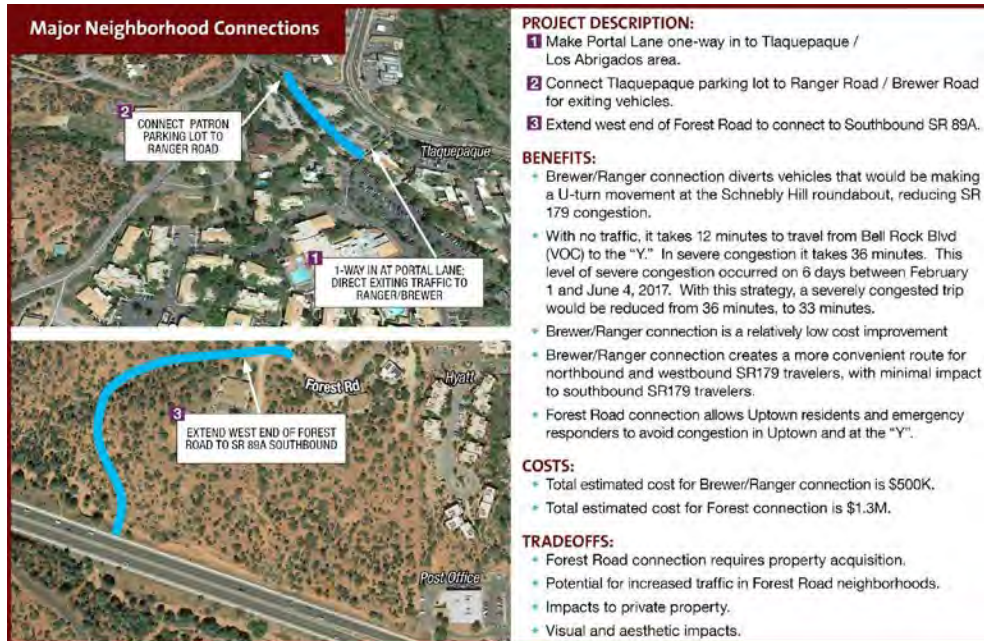 Major Neighborhood Connections
2
CONNECT PATRON
PARKING LOT TO
RANGER ROAD
Tlaquepaque
1
1-WAY IN AT PORTAL LANE;
DIRECT EXITING TRAFFIC TO
RANGER/BREWER
Forest Rd
Hyatt
3
EXTEND WEST END OF FOREST
ROAD TO SR 89A SOUTHBOUND
Post Office
PROJECT DESCRIPTION:
1 Make Portal Lane one-way in to Tlaquepaque /
Los Abrigados area.
2 Connect Tlaquepaque parking lot to Ranger Road / Brewer Road
for exiting vehicles.
3 Extend west end of Forest Road to connect to Southbound SR 89A.
BENEFITS:
• Brewer/Ranger connection diverts vehicles that would be making
a U-turn movement at the Schnebly Hill roundabout, reducing SR
179 congestion.
• With no traffic, it takes 12 minutes to travel from Bell Rock Blvd
(VOC) to the “Y.” In severe congestion it takes 36 minutes. This
level of severe congestion occurred on 6 days between February
1 and June 4, 2017. With this strategy, a severely congested trip
would be reduced from 36 minutes, to 33 minutes.
• Brewer/Ranger connection is a relatively low cost improvement
• Brewer/Ranger connection creates a more convenient route for
northbound and westbound SR179 travelers, with minimal impact
to southbound SR179 travelers.
• Forest Road connection allows Uptown residents and emergency
responders to avoid congestion in Uptown and at the “Y”.
COSTS:
• Total estimated cost for Brewer/Ranger connection is $500K.
• Total estimated cost for Forest connection is $1.3M.
TRADEOFFS:
• Forest Road connection requires property acquisition.
• Potential for increased traffic in Forest Road neighborhoods.
• Impacts to private property.
• Visual and aesthetic impacts.